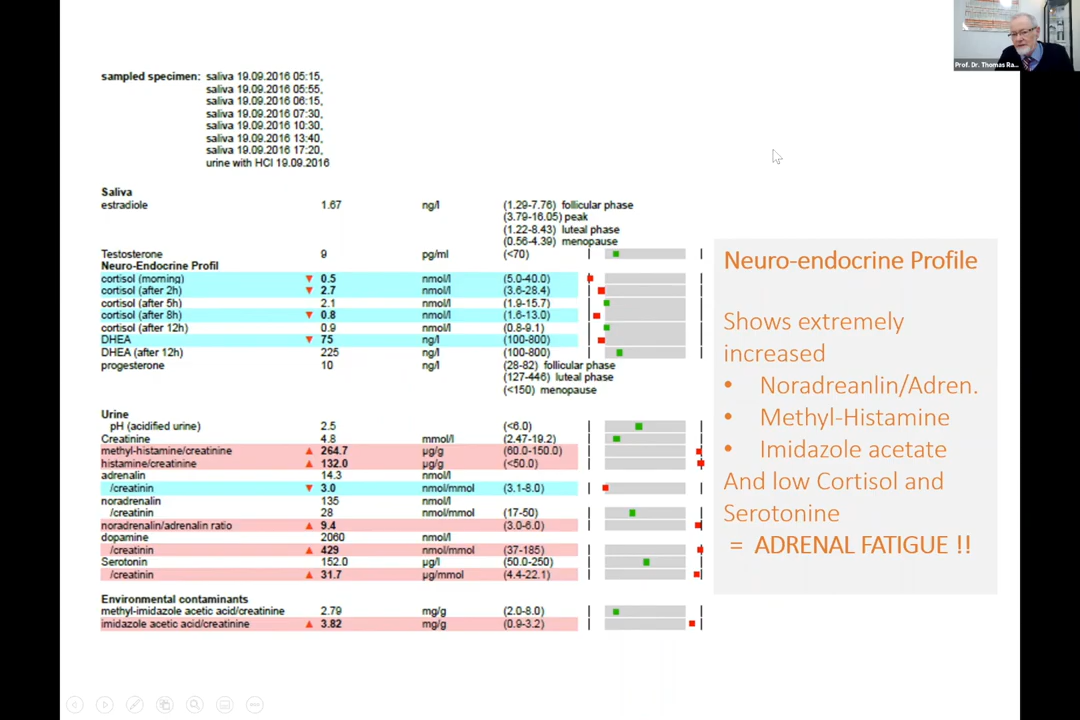 Prof. Dr. Thomas Ra...
sampled specimen: saliva 19.09.2016 05:15,
saliva 19.09.2016 05:55,
saliva 19.09.2016 06:15,
saliva 19.09.2016 07:30,
saliva 19.09.2016 10:30,
saliva 19.09.2016 13:40,
saliva 19.09.2016 17:20,
urine with HCl 19.09.2016
Saliva
estradiole 1.67 ng/l (1.29-7.76) follicular phase
(3.79-16.05) peak
(1.22-8.43) luteal phase
(0.56-4.39) menopause
Testosterone 9 pg/ml (<70)
Neuro-Endocrine Profil
cortisol (morning) ▼ 0.5 nmol/l (5.0-40.0)
cortisol (after 2h) ▼ 2.7 nmol/l (3.6-28.4)
cortisol (after 5h) 2.1 nmol/l (1.9-15.7)
cortisol (after 8h) ▼ 0.8 nmol/l (1.6-13.0)
cortisol (after 12h) 0.9 nmol/l (0.8-9.1)
DHEA ▼ 75 ng/l (100-800)
DHEA (after 12h) 225 ng/l (100-800)
progesterone 10 ng/l (28-82) follicular phase
(127-446) luteal phase
(<150) menopause
Urine
pH (acidified urine) 2.5 (<6.0)
Creatinine 4.8 mmol/l (2.47-19.2)
methyl-histamine/creatinine ▲ 264.7 µg/g (60.0-150.0)
histamine/creatinine ▲ 132.0 µg/g (<50.0)
adrenalin 14.3 nmol/l
/creatinin ▼ 3.0 nmol/mmol (3.1-8.0)
noradrenalin 135 nmol/l
/creatinin 28 nmol/mmol (17-50)
noradrenalin/adrenalin ratio ▲ 9.4 (3.0-6.0)
dopamine 2060 nmol/l
/creatinin ▲ 429 nmol/mmol (37-185)
Serotonin 152.0 µg/l (50.0-250)
/creatinin ▲ 31.7 µg/mmol (4.4-22.1)
Environmental contaminants
methyl-imidazole acetic acid/creatinine 2.79 mg/g (2.0-8.0)
imidazole acetic acid/creatinine ▲ 3.82 mg/g (0.9-3.2)
Neuro-endocrine Profile
Shows extremely
increased
• Noradreanlin/Adren.
• Methyl-Histamine
• Imidazole acetate
And low Cortisol and
Serotonine
= ADRENAL FATIGUE !!